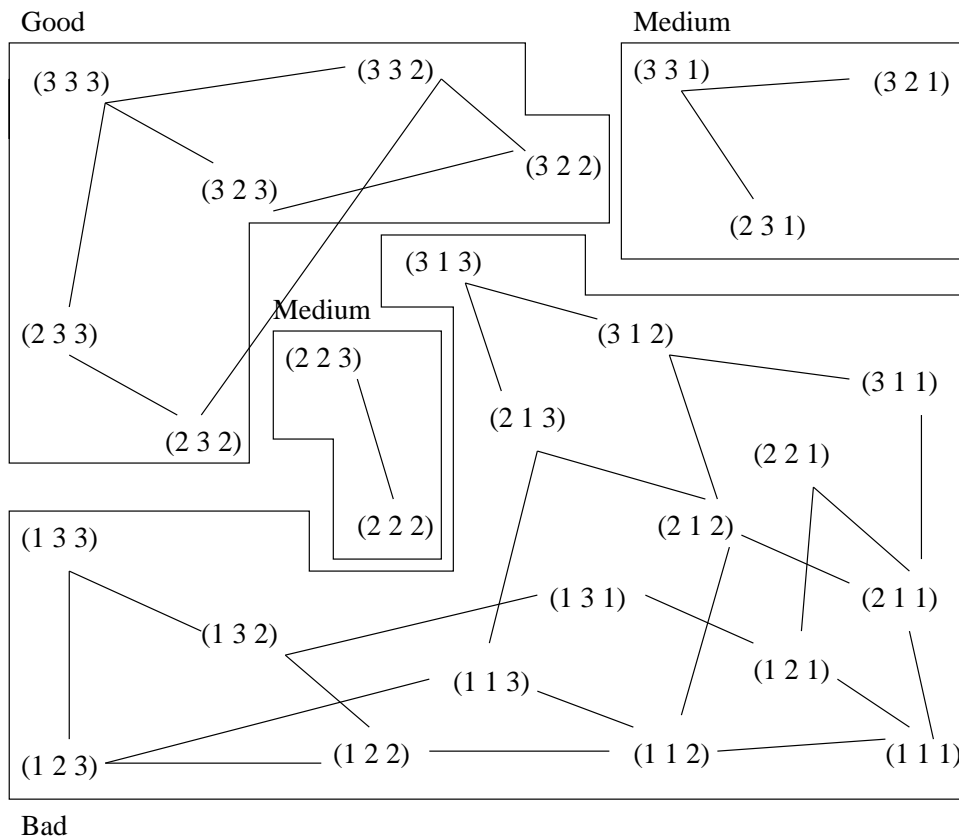 Good
Medium
(3 3 3)
(3 3 2)
(3 3 1)
(3 2 1)
(3 2 3)
(3 2 2)
(2 3 1)
(3 1 3)
Medium
(2 3 3)
(3 1 2)
(2 2 3)
(3 1 1)
(2 1 3)
(2 3 2)
(2 2 1)
(2 2 2)
(2 1 2)
(1 3 3)
(1 3 1)
(2 1 1)
(1 3 2)
(1 1 3)
(1 2 1)
(1 2 3)
(1 2 2)
(1 1 2)
(1 1 1)
Bad